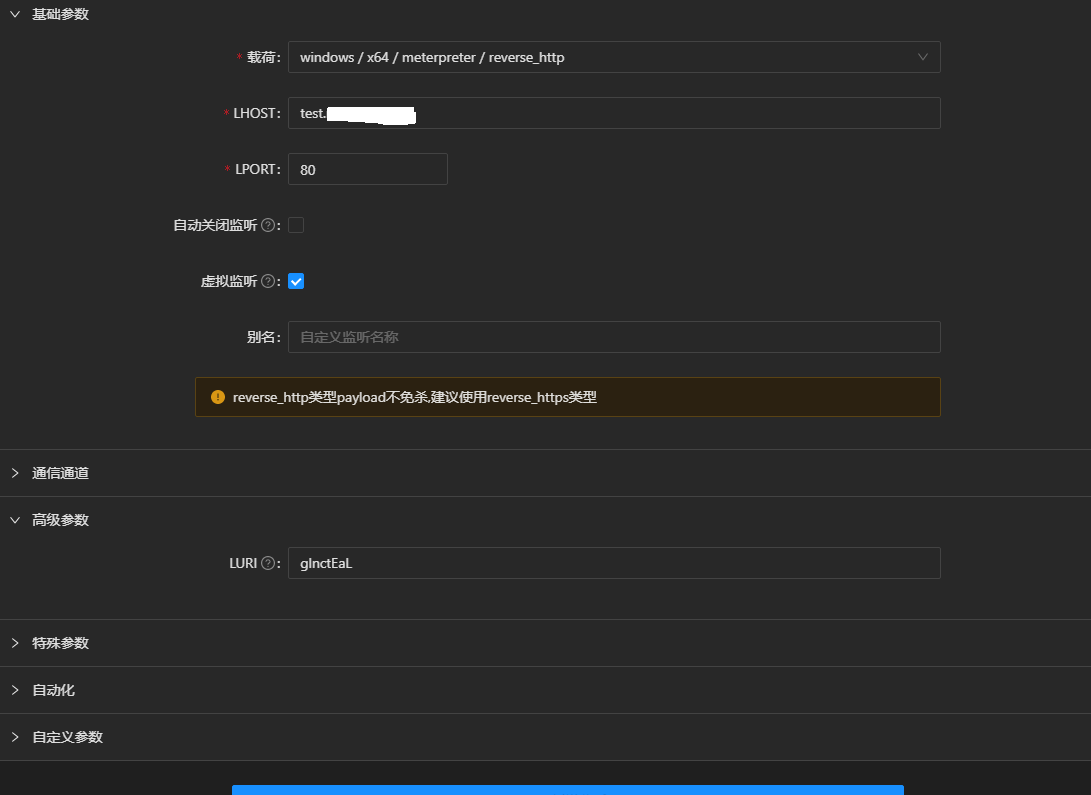 基础参数
* 载荷: windows / x64 / meterpreter / reverse_http
* LHOST: test.
* LPORT: 80
自动关闭监听 ? :
虚拟监听 ? :
别名: 自定义监听名称
! reverse_http类型payload不免杀,建议使用reverse_https类型
通信通道
高级参数
LURI ? : gInctEaL
特殊参数
自动化
自定义参数